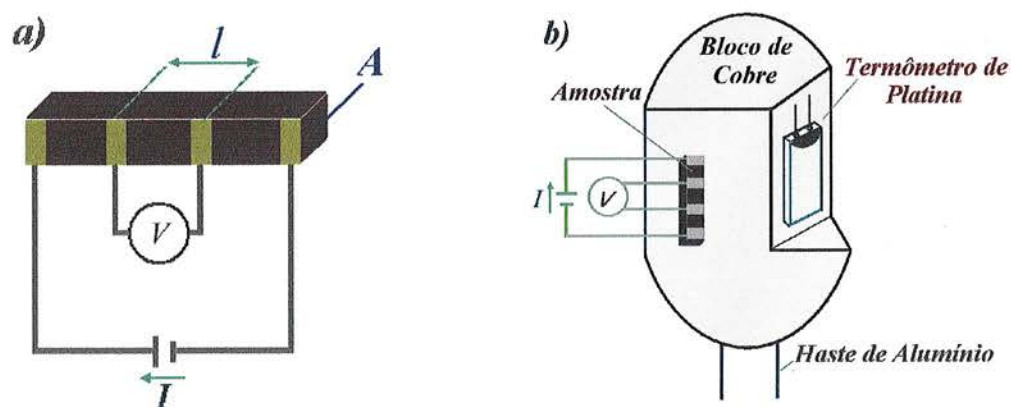 a)
l
A
V
I
b)
Bloco de
Cobre
Termômetro de
Platina
Amostra
I
V
Haste de Alumínio